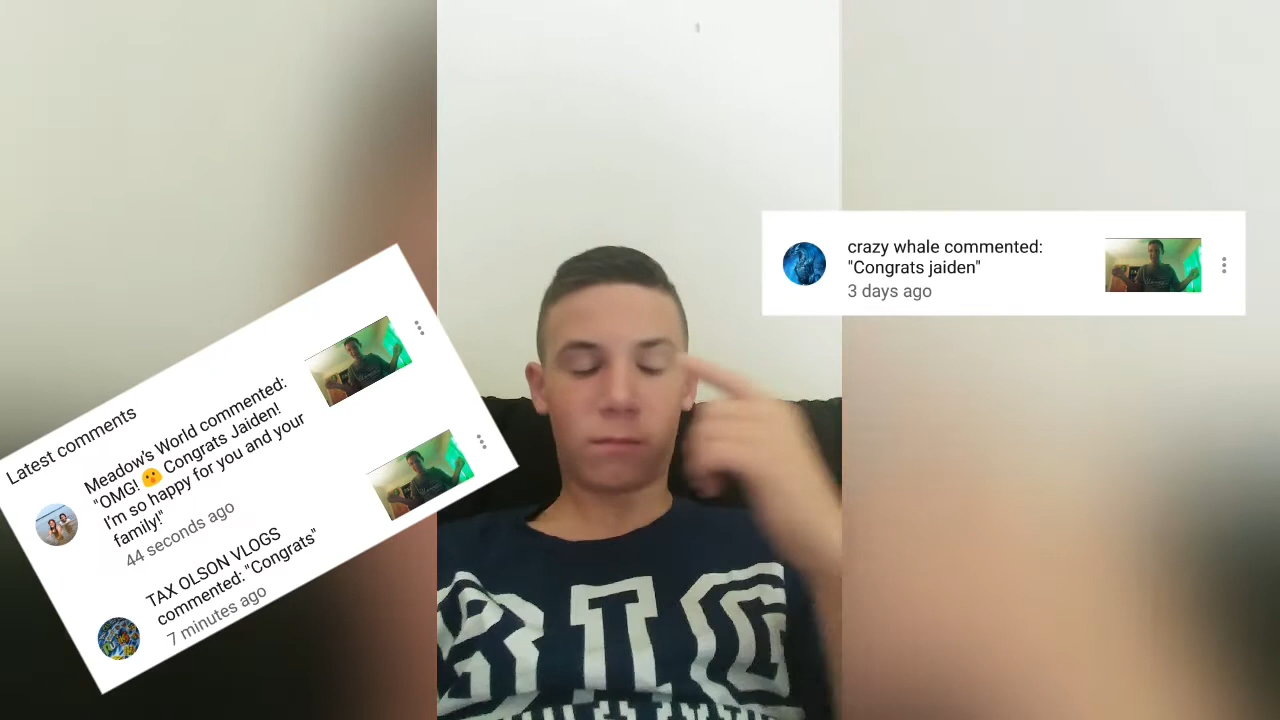 Latest comments
Meadow's World commented:
"OMG! 😗 Congrats Jaiden!
I'm so happy for you and your
family!"
44 seconds ago
TAX OLSON VLOGS
commented: "Congrats"
7 minutes ago
crazy whale commented:
"Congrats jaiden"
3 days ago
BIG